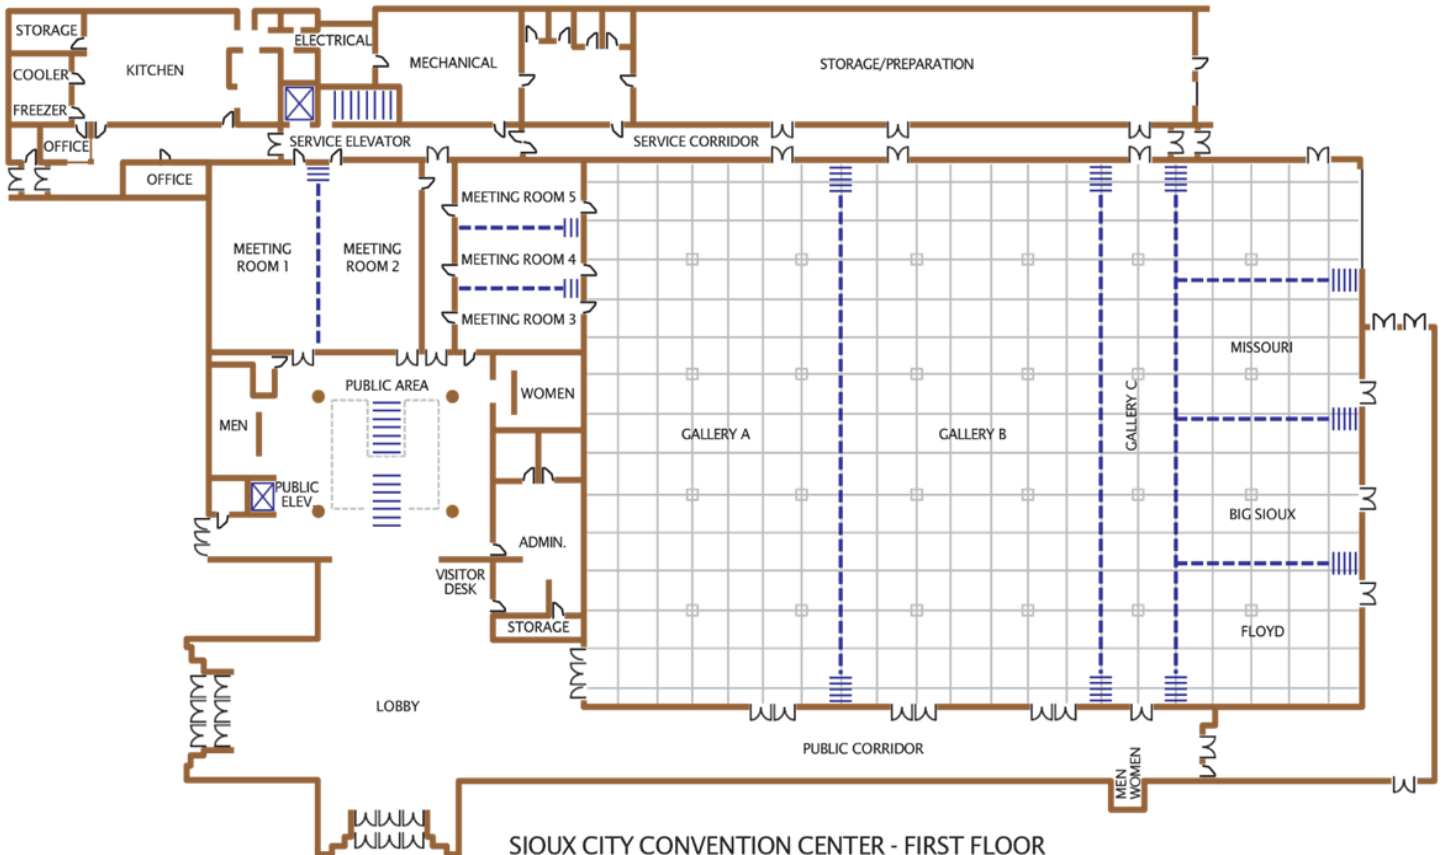 STORAGE
ELECTRICAL
COOLER
KITCHEN
MECHANICAL
STORAGE/PREPARATION
FREEZER
OFFICE
SERVICE ELEVATOR
SERVICE CORRIDOR
OFFICE
MEETING ROOM 5
MEETING
ROOM 1
MEETING
ROOM 2
MEETING ROOM 4
MEETING ROOM 3
MISSOURI
PUBLIC AREA
WOMEN
MEN
GALLERY A
GALLERY B
GALLERY C
PUBLIC
ELEV.
BIG SIOUX
ADMIN.
VISITOR
DESK
STORAGE
FLOYD
LOBBY
PUBLIC CORRIDOR
MEN
WOMEN
SIOUX CITY CONVENTION CENTER - FIRST FLOOR